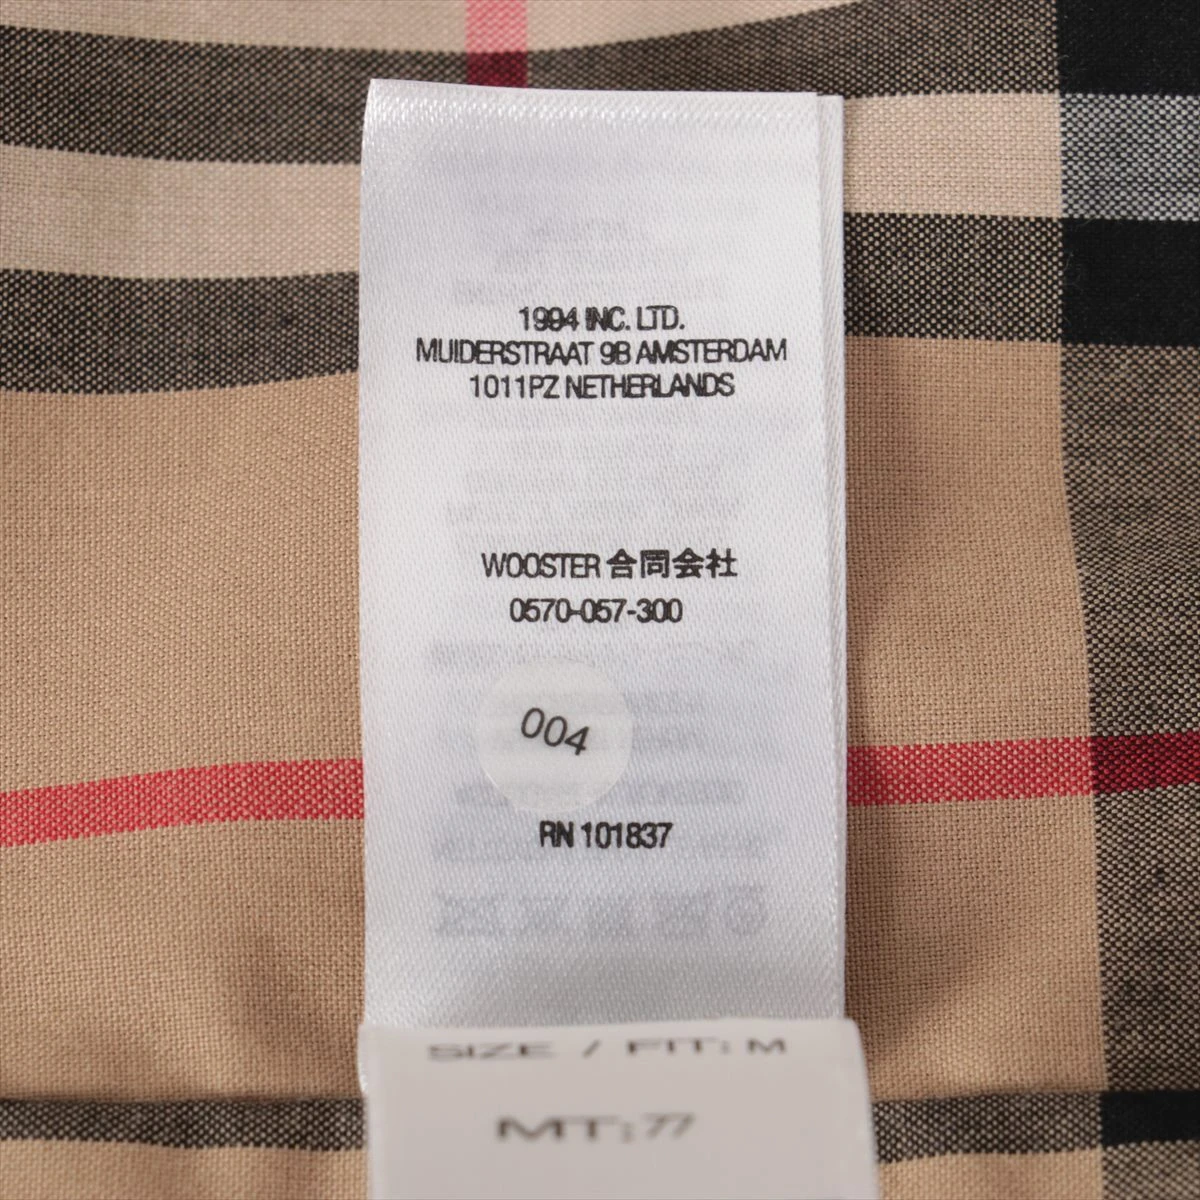 1994 INC. LTD.
MUIDERSTRAAT 9B AMSTERDAM
1011PZ NETHERLANDS
WOOSTER 合同会社
0570-057-300
004
RN 101837
SIZE / FIT: M
MT: 77